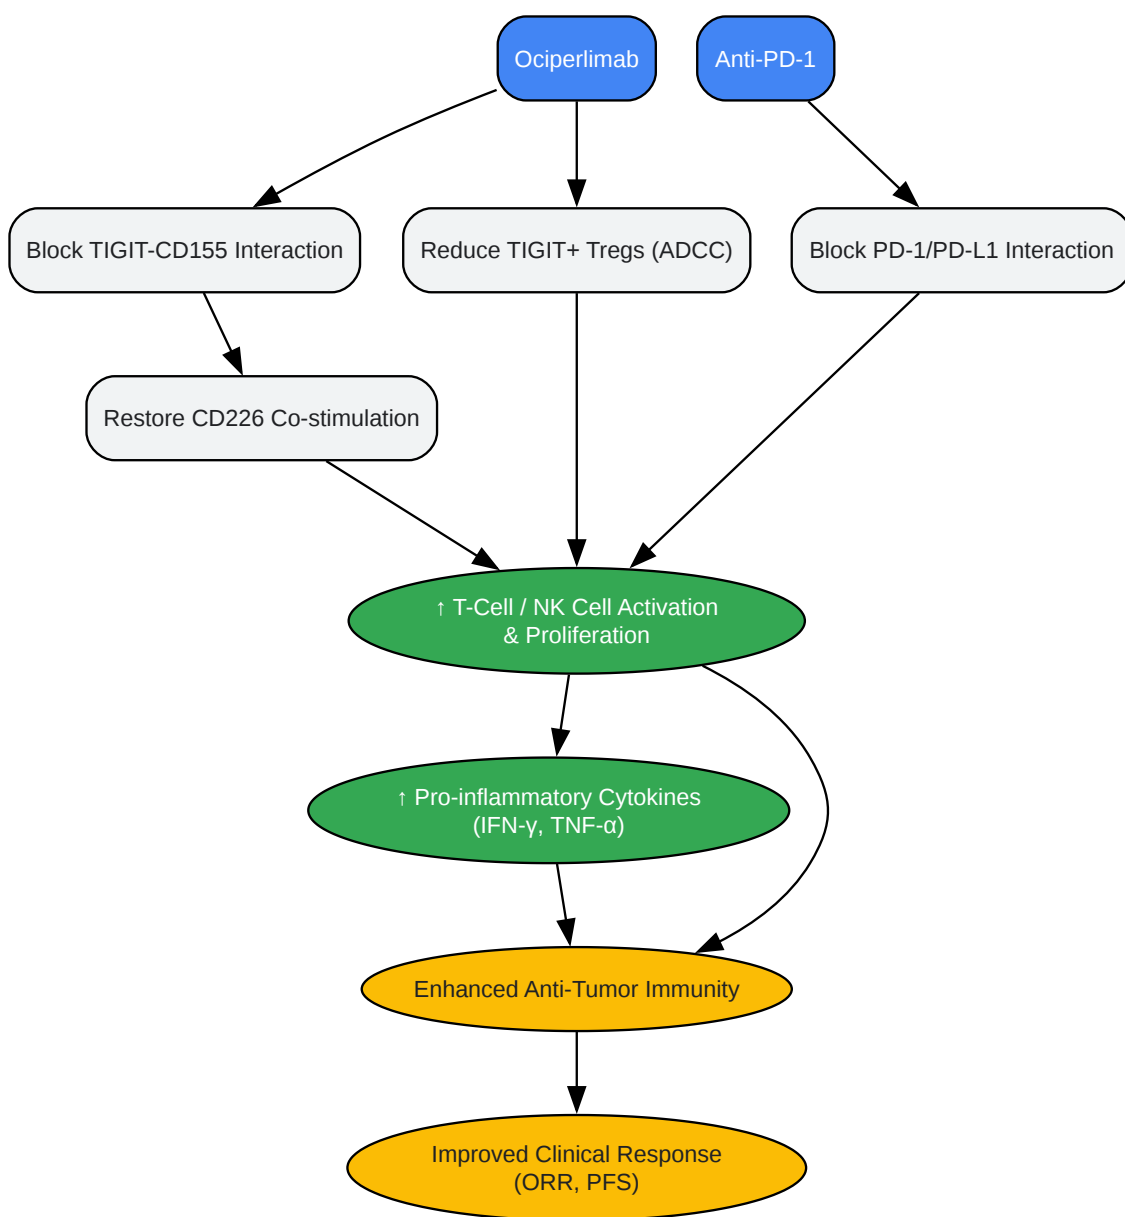 Ociperlimab
Anti-PD-1
Block TIGIT-CD155 Interaction
Reduce TIGIT+ Tregs (ADCC)
Block PD-1/PD-L1 Interaction
Restore CD226 Co-stimulation
↑ T-Cell / NK Cell Activation
& Proliferation
↑ Pro-inflammatory Cytokines
(IFN-γ, TNF-α)
Enhanced Anti-Tumor Immunity
Improved Clinical Response
(ORR, PFS)